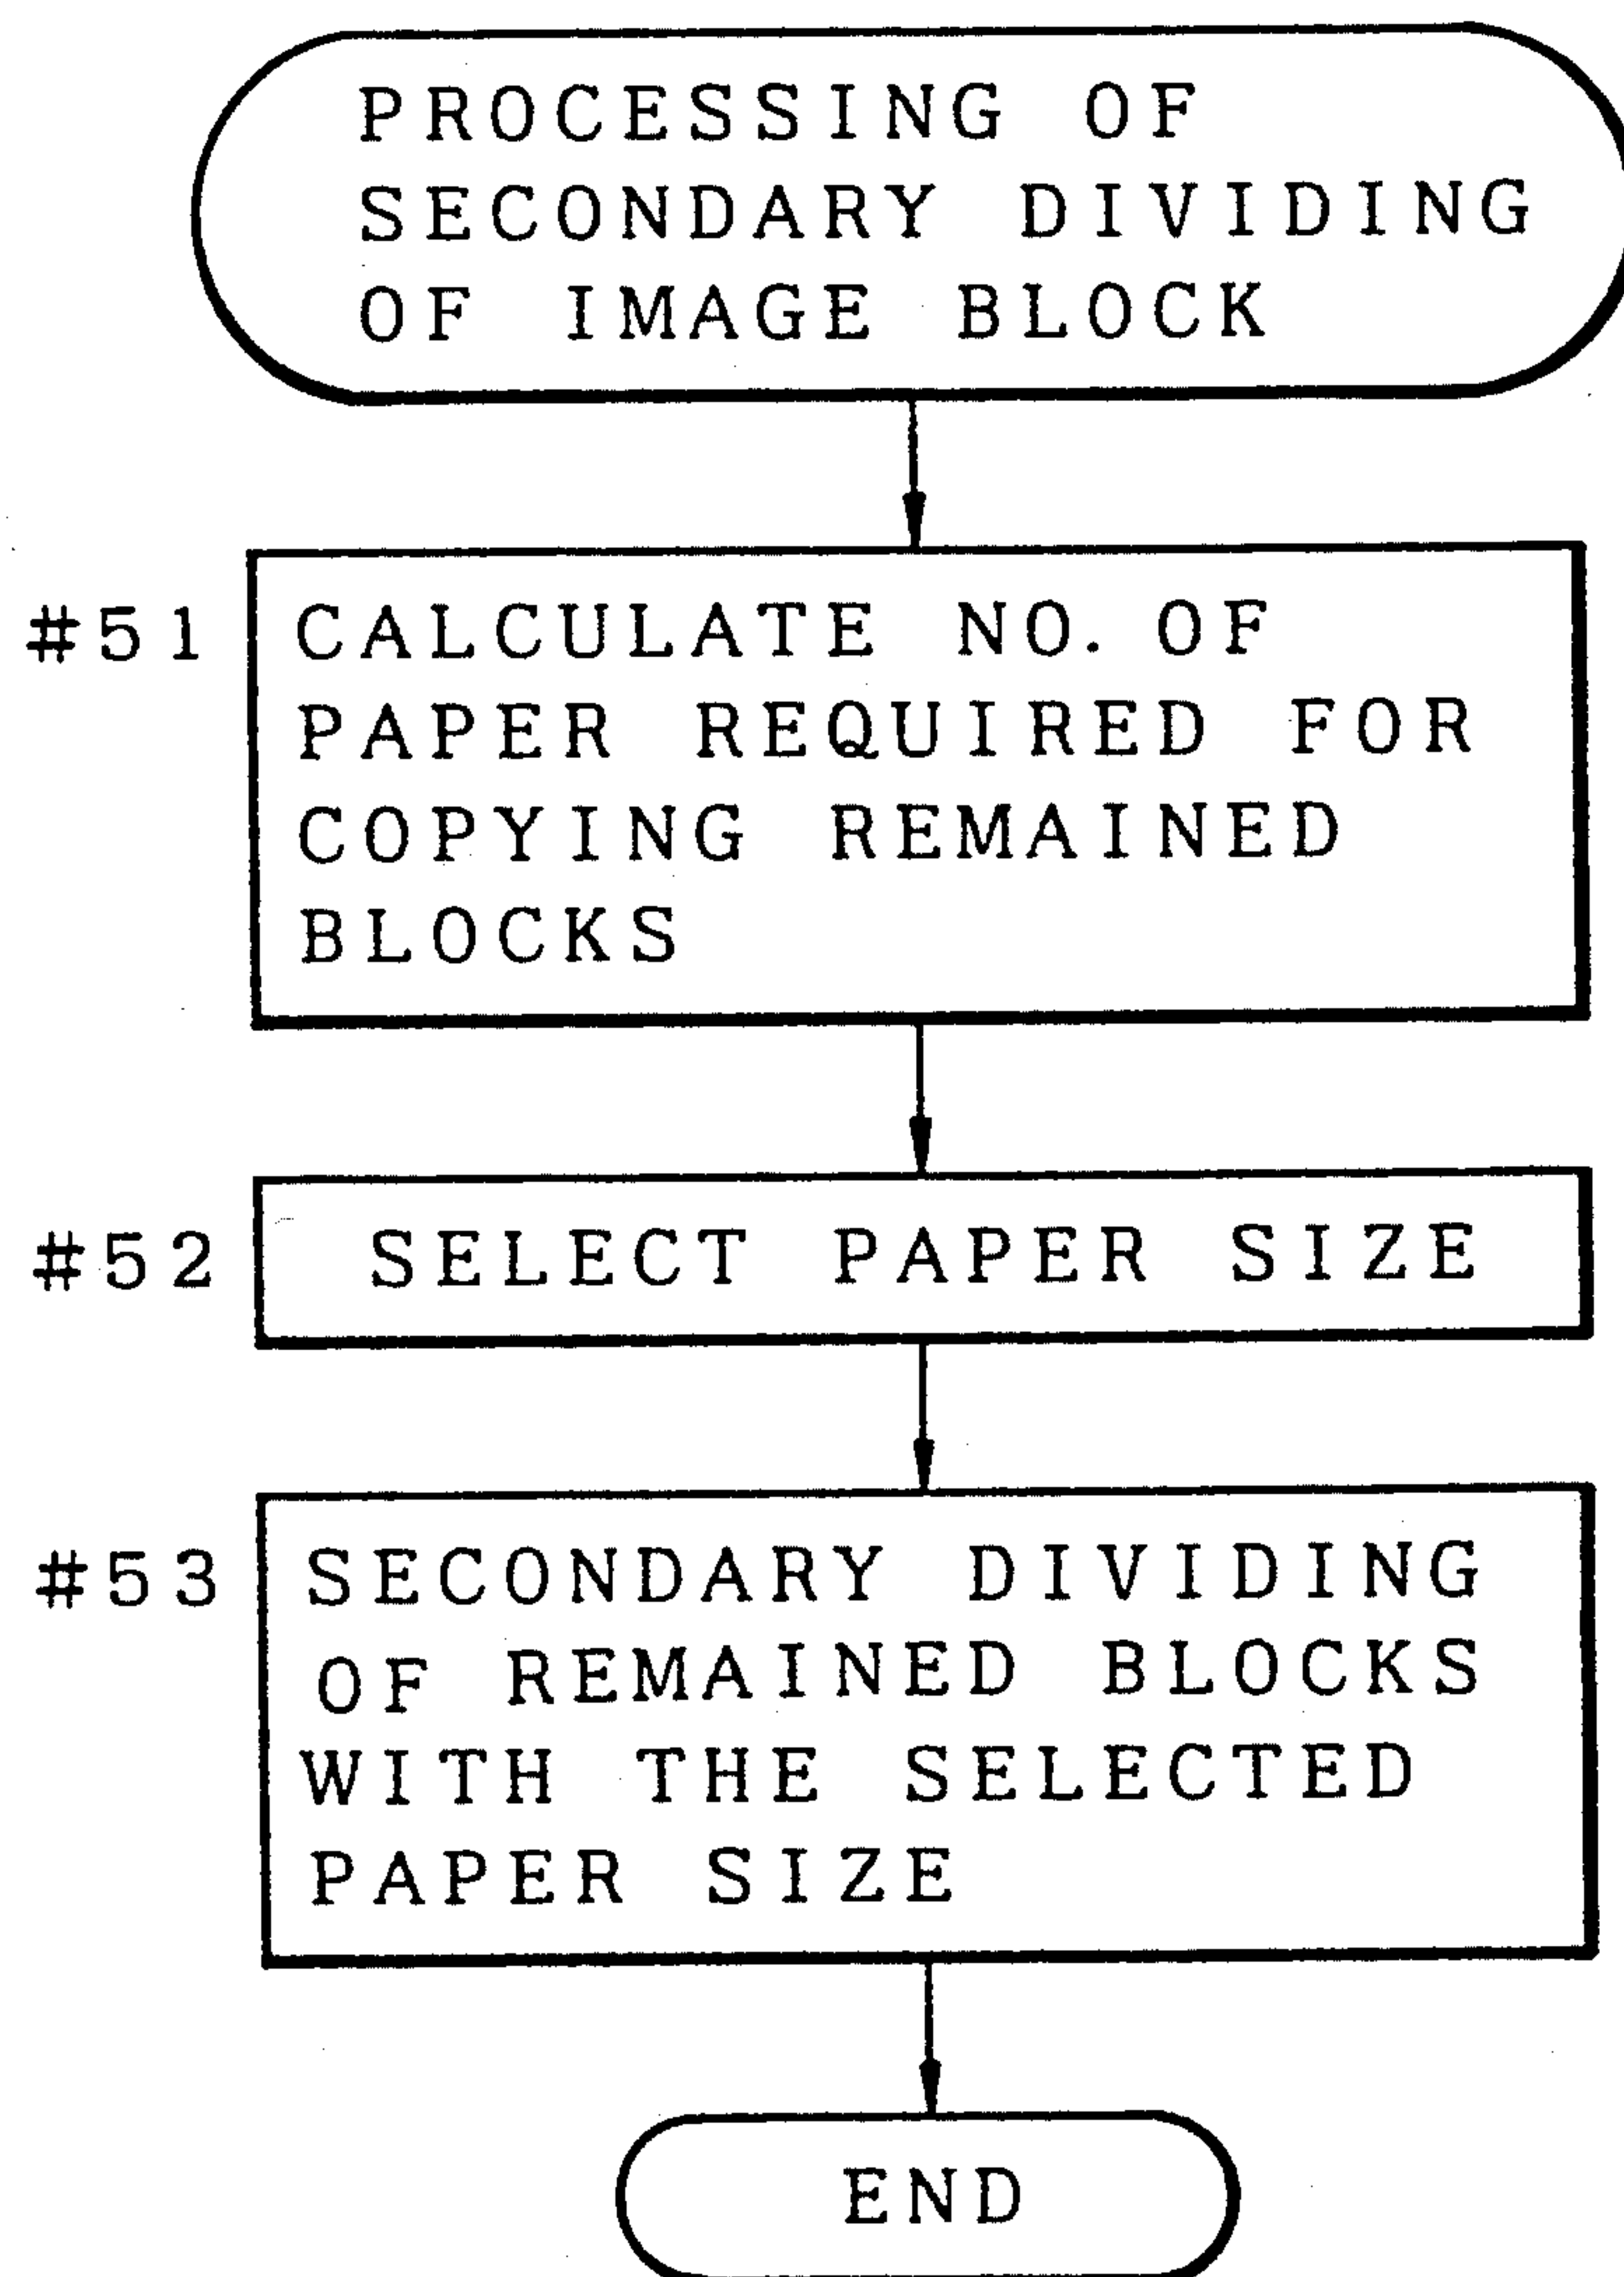 PROCESSING OF
SECONDARY DIVIDING
OF IMAGE BLOCK
#51
CALCULATE NO. OF
PAPER REQUIRED FOR
COPYING REMAINED
BLOCKS
#52
SELECT PAPER SIZE
#53
SECONDARY DIVIDING
OF REMAINED BLOCKS
WITH THE SELECTED
PAPER SIZE
END